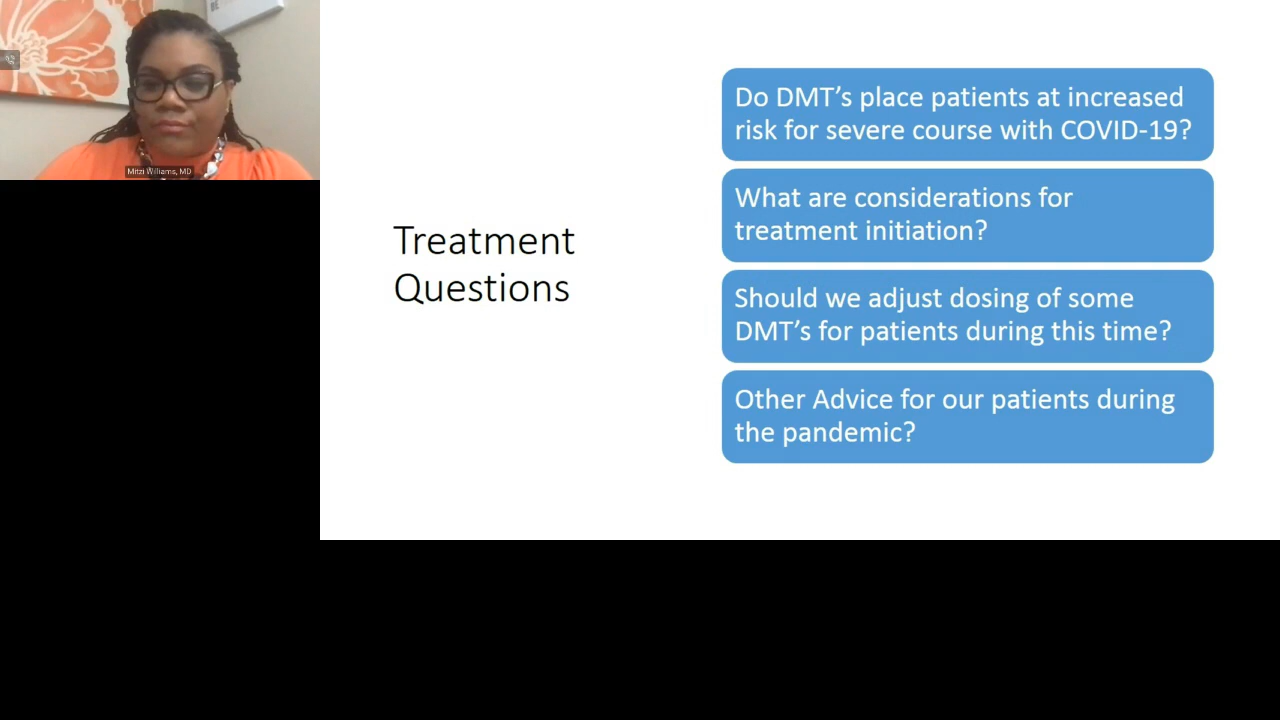 BE
Mitzi Williams, MD
Treatment
Questions
Do DMT’s place patients at increased
risk for severe course with COVID-19?
What are considerations for
treatment initiation?
Should we adjust dosing of some
DMT’s for patients during this time?
Other Advice for our patients during
the pandemic?